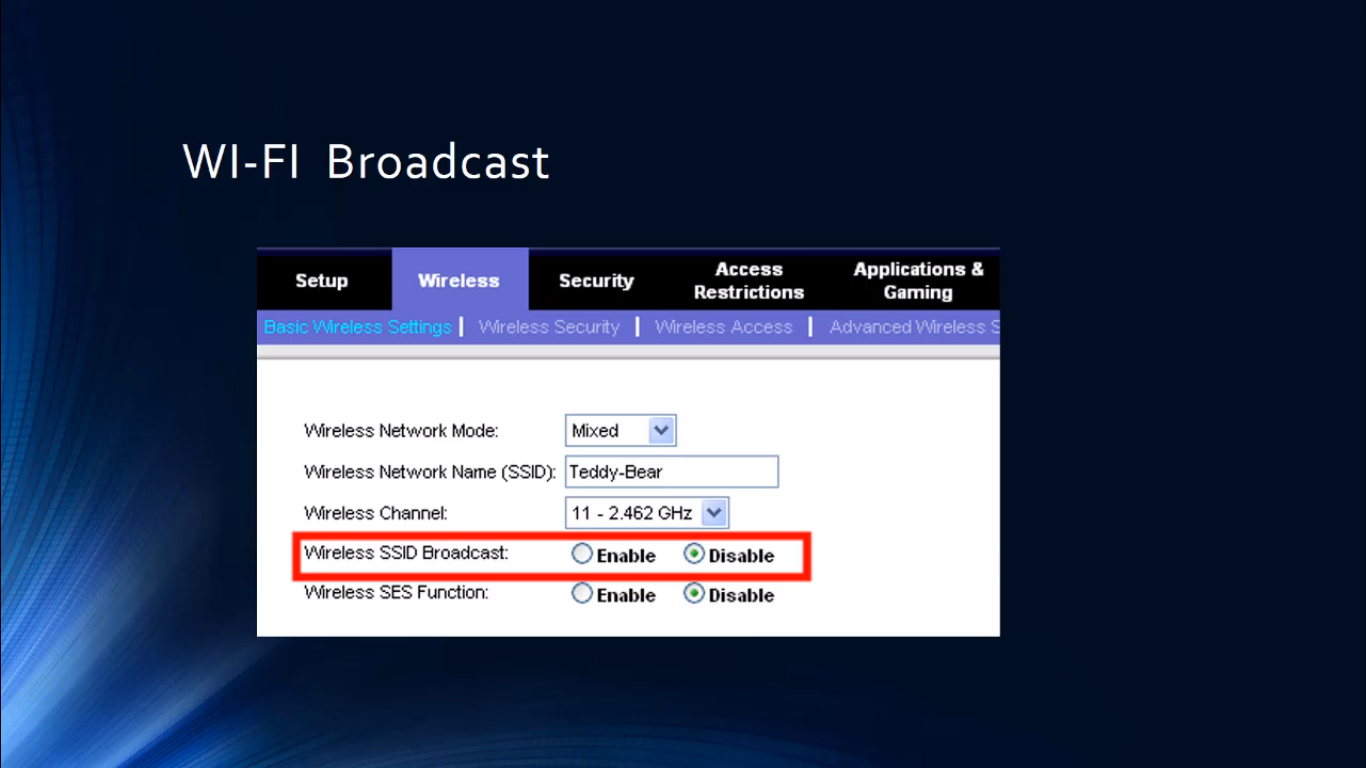 WI-FI Broadcast
Setup Wireless Security Access Restrictions Applications & Gaming
Basic Wireless Settings | Wireless Security | Wireless Access | Advanced Wireless S
Wireless Network Mode: Mixed
Wireless Network Name (SSID): Teddy-Bear
Wireless Channel: 11 - 2.462 GHz
Wireless SSID Broadcast: Enable Disable
Wireless SES Function: Enable Disable